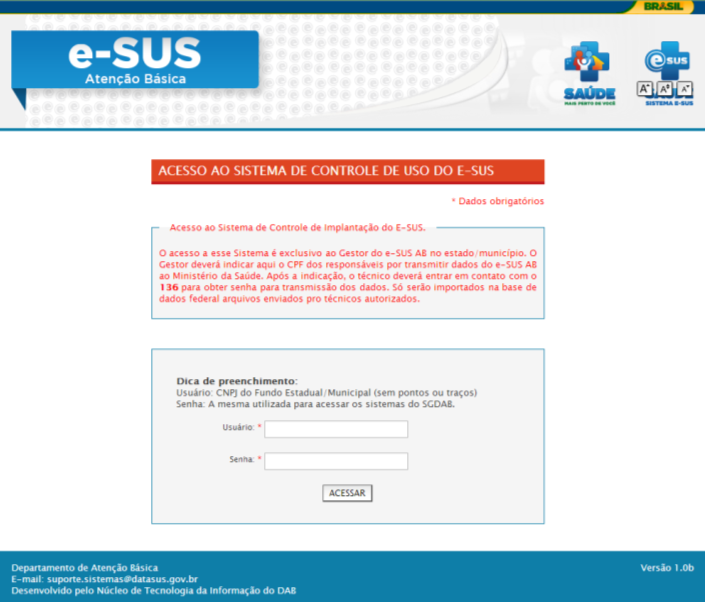 BRASIL
e-SUS
Atenção Básica
SAÚDE
MAIS PERTO DE VOCÊ
eSUS
A- A0 A+
SISTEMA E-SUS
ACESSO AO SISTEMA DE CONTROLE DE USO DO E-SUS
* Dados obrigatórios
Acesso ao Sistema de Controle de Implantação do E-SUS.
O acesso a esse Sistema é exclusivo ao Gestor do e-SUS AB no estado/município. O
Gestor deverá indicar aqui o CPF dos responsáveis por transmitir dados do e-SUS AB
ao Ministério da Saúde. Após a indicação, o técnico deverá entrar em contato com o
136 para obter senha para transmissão dos dados. Só serão importados na base de
dados federal arquivos enviados pro técnicos autorizados.
Dica de preenchimento:
Usuário: CNPJ do Fundo Estadual/Municipal (sem pontos ou traços)
Senha: A mesma utilizada para acessar os sistemas do SGDAB.
Usuário: *
Senha: *
ACESSAR
Departamento de Atenção Básica
Versão 1.0b
E-mail: suporte.sistemas@datasus.gov.br
Desenvolvido pelo Núcleo de Tecnologia da Informação do DAB